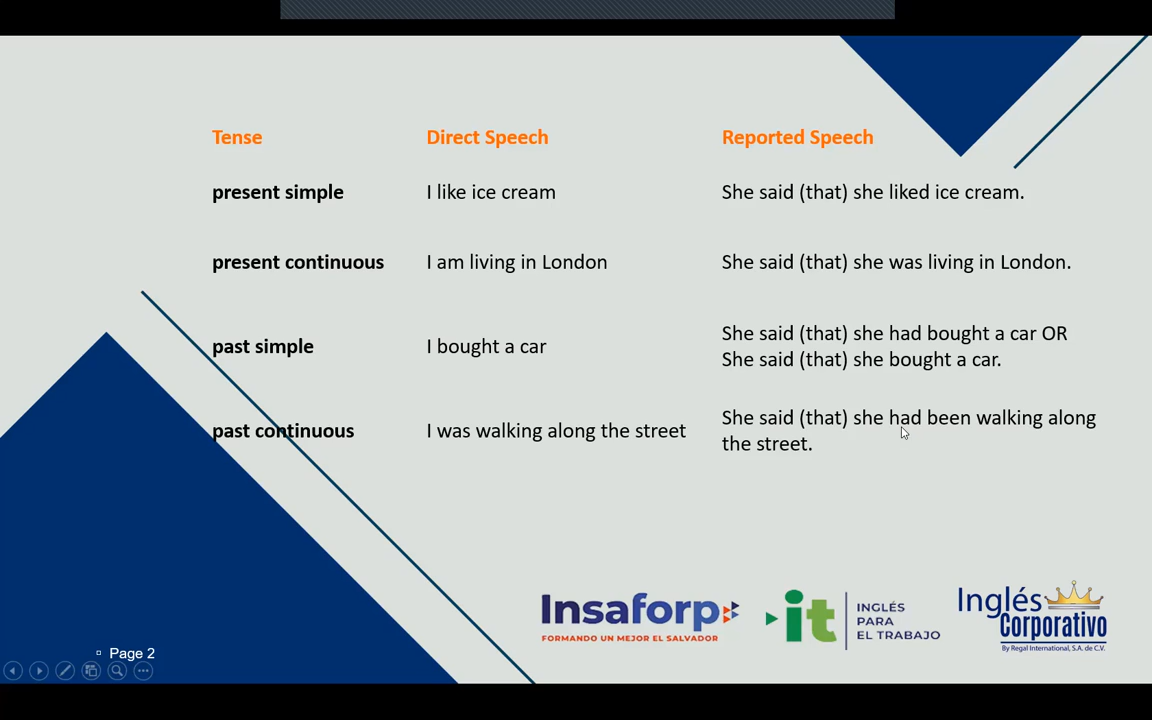 Tense Direct Speech Reported Speech
present simple I like ice cream She said (that) she liked ice cream.
present continuous I am living in London She said (that) she was living in London.
past simple I bought a car She said (that) she had bought a car OR
She said (that) she bought a car.
past continuous I was walking along the street She said (that) she had been walking along
the street.
Insaforp
FORMANDO UN MEJOR EL SALVADOR
it INGLÉS
PARA
EL TRABAJO
Inglés
Corporativo
By Regal International, S.A. de C.V.
Page 2